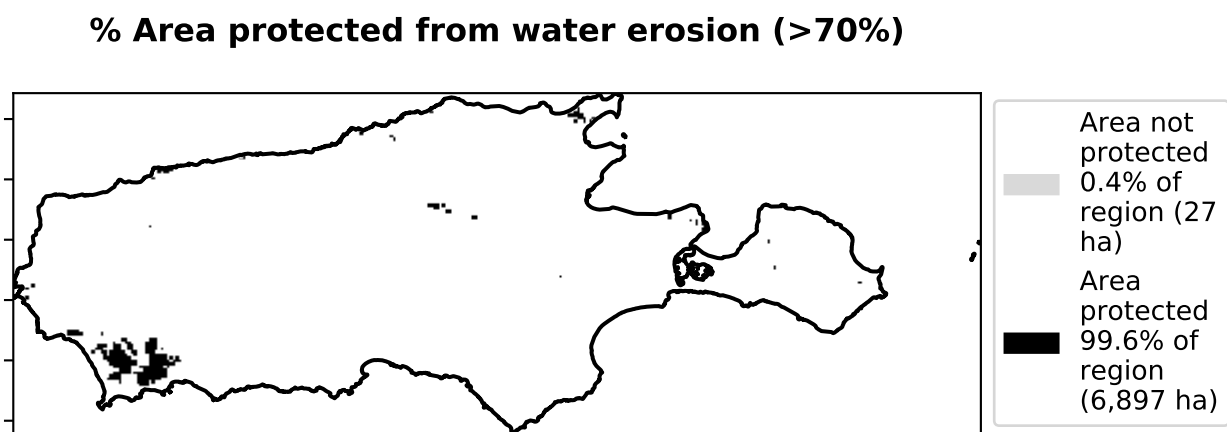 % Area protected from water erosion (>70%)
Area not
protected
0.4% of
region (27
ha)
Area
protected
99.6% of
region
(6,897 ha)